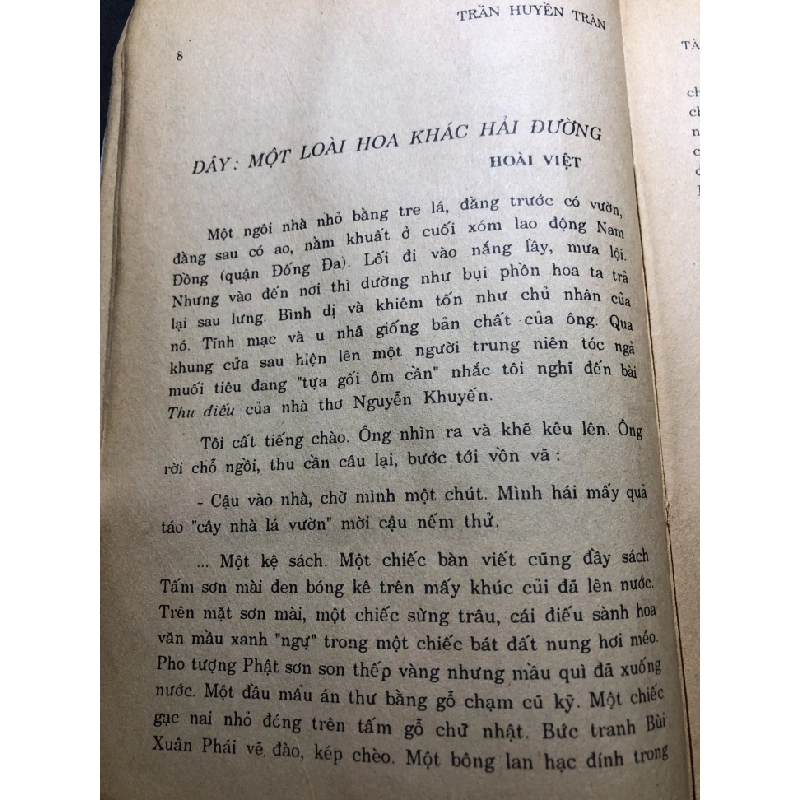 TRẦN HUYỀN TRÂN
8
ĐÂY: MỘT LOÀI HOA KHÁC HẢI ĐƯỜNG
HOÀI VIỆT
Một ngôi nhà nhỏ bằng tre lá, đằng trước có vườn,
đằng sau có ao, nằm khuất ở cuối xóm lao động Nam
Đồng (quận Đống Đa). Lối đi vào nắng lầy, mưa lội.
Nhưng vào đến nơi thì dường như bụi phồn hoa ta trả
lại sau lưng. Bình dị và khiêm tốn như chủ nhân của
nó. Tĩnh mạc và u nhã giống bản chất của ông. Qua
khung cửa sau hiện lên một người trung niên tóc ngả
muối tiêu đang "tựa gối ôm cần" nhắc tôi nghĩ đến bài
Thu điếu của nhà thơ Nguyễn Khuyến.
Tôi cất tiếng chào. Ông nhìn ra và khẽ kêu lên. Ông
rời chỗ ngồi, thu cần câu lại, bước tới vồn vã :
- Cậu vào nhà, chờ mình một chút. Mình hái mấy quả
táo "cây nhà lá vườn" mời cậu nếm thử.
... Một kệ sách. Một chiếc bàn viết cũng đầy sách
Tấm sơn mài đen bóng kê trên mấy khúc củi đã lên nước.
Trên mặt sơn mài, một chiếc sừng trâu, cái điếu sành hoa
văn mầu xanh "ngự" trong một chiếc bát đất nung hơi méo.
Pho tượng Phật sơn son thếp vàng nhưng mầu quì đã xuống
nước. Một đầu mấu án thư bằng gỗ chạm cũ kỹ. Một chiếc
gục nai nhỏ đóng trên tấm gỗ chữ nhật. Bức tranh Bùi
Xuân Phái vẽ đào, kép chèo. Một bông lan hạc đính trong
TÀ
ch
ch
n
c